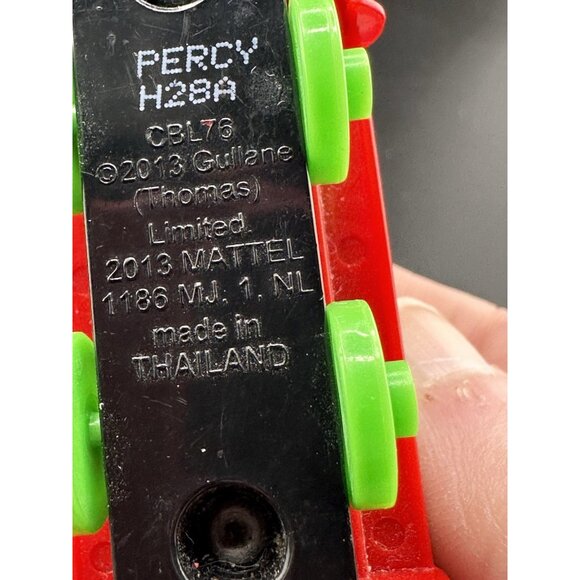 PERCY
H28A
CBL76
©2013 Gullane
(Thomas)
Limited.
2013 MATTEL
1186 MJ. 1. NL
made in
THAILAND